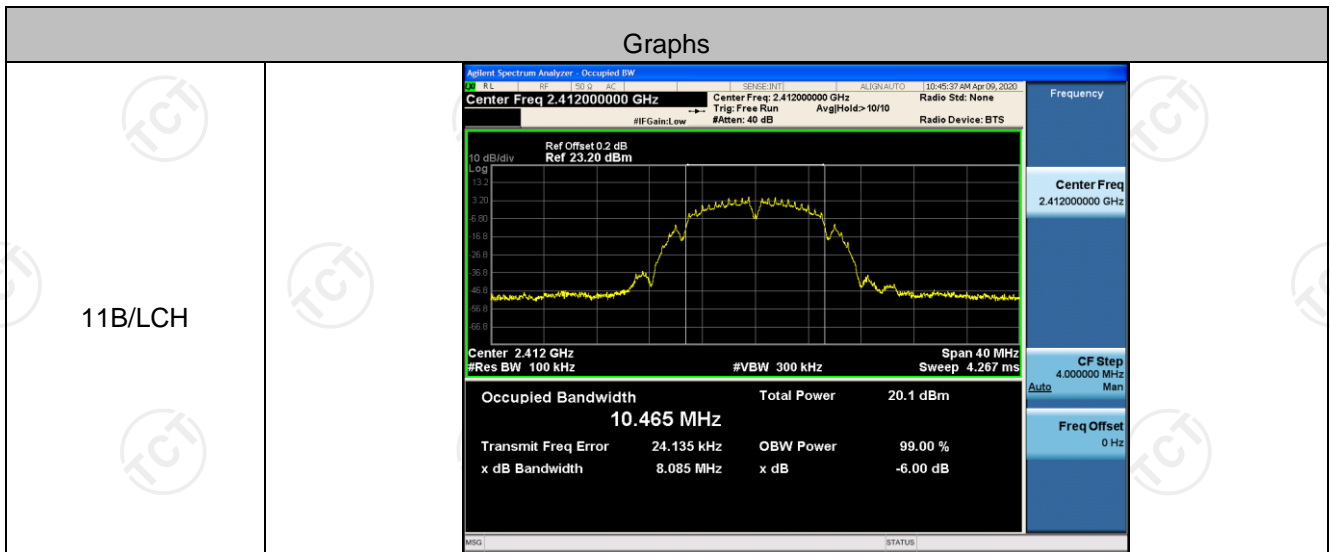 Graphs
11B/LCH
Agilent Spectrum Analyzer - Occupied BW
RL RF 50 Ω AC SENSE:INT ALIGNAUTO 10:45:37 AM Apr 09, 2020
Center Freq 2.412000000 GHz Center Freq: 2.412000000 GHz Radio Std: None
Trig: Free Run Avg|Hold:> 10/10
#IFGain:Low #Atten: 40 dB Radio Device: BTS
Ref Offset 0.2 dB
10 dB/div Ref 23.20 dBm
Log
13.2
3.20
-6.80
-16.8
-26.8
-36.8
-46.8
-56.8
-66.8
Center 2.412 GHz Span 40 MHz
#Res BW 100 kHz #VBW 300 kHz Sweep 4.267 ms
Occupied Bandwidth Total Power 20.1 dBm
10.465 MHz
Transmit Freq Error 24.135 kHz OBW Power 99.00 %
x dB Bandwidth 8.085 MHz x dB -6.00 dB
MSG STATUS
Frequency
Center Freq
2.412000000 GHz
CF Step
4.000000 MHz
Auto Man
Freq Offset
0 Hz
TCT
TCT
TCT
TCT
TCT
TCT